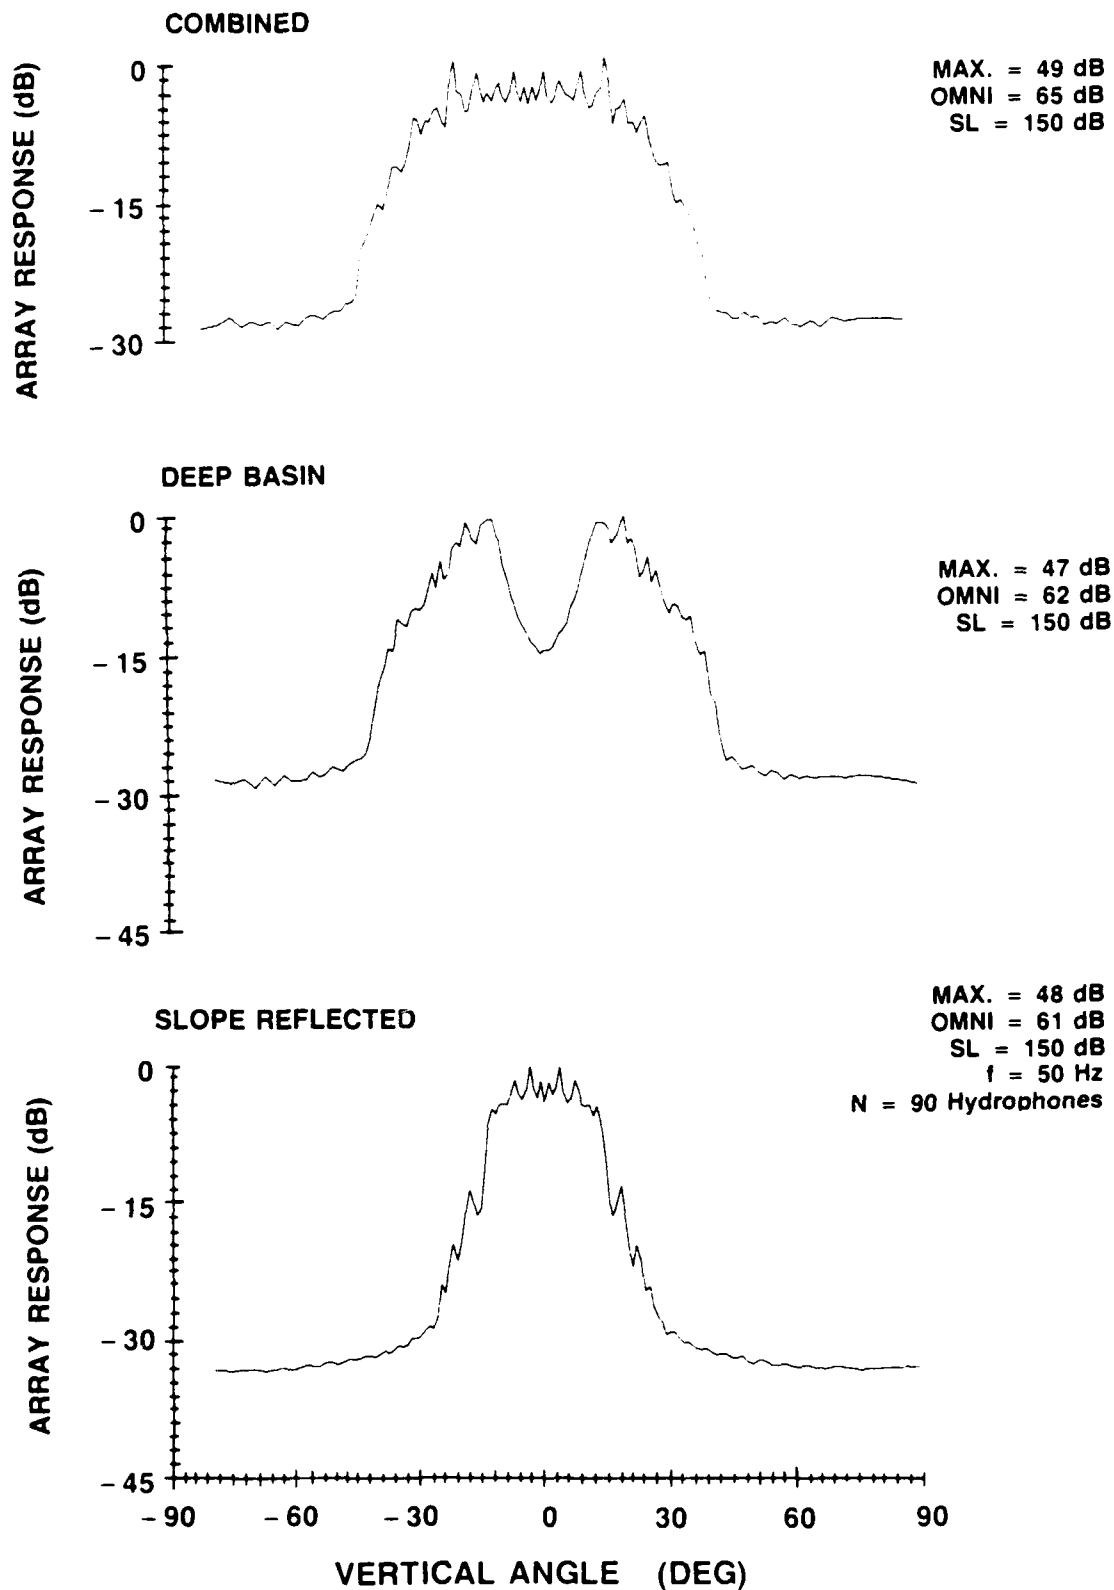 COMBINED
ARRAY RESPONSE (dB)
0
-15
-30
MAX. = 49 dB
OMNI = 65 dB
SL = 150 dB
DEEP BASIN
ARRAY RESPONSE (dB)
0
-15
-30
-45
MAX. = 47 dB
OMNI = 62 dB
SL = 150 dB
SLOPE REFLECTED
ARRAY RESPONSE (dB)
0
-15
-30
-45
MAX. = 48 dB
OMNI = 61 dB
SL = 150 dB
f = 50 Hz
N = 90 Hydrophones
-90 -60 -30 0 30 60 90
VERTICAL ANGLE (DEG)